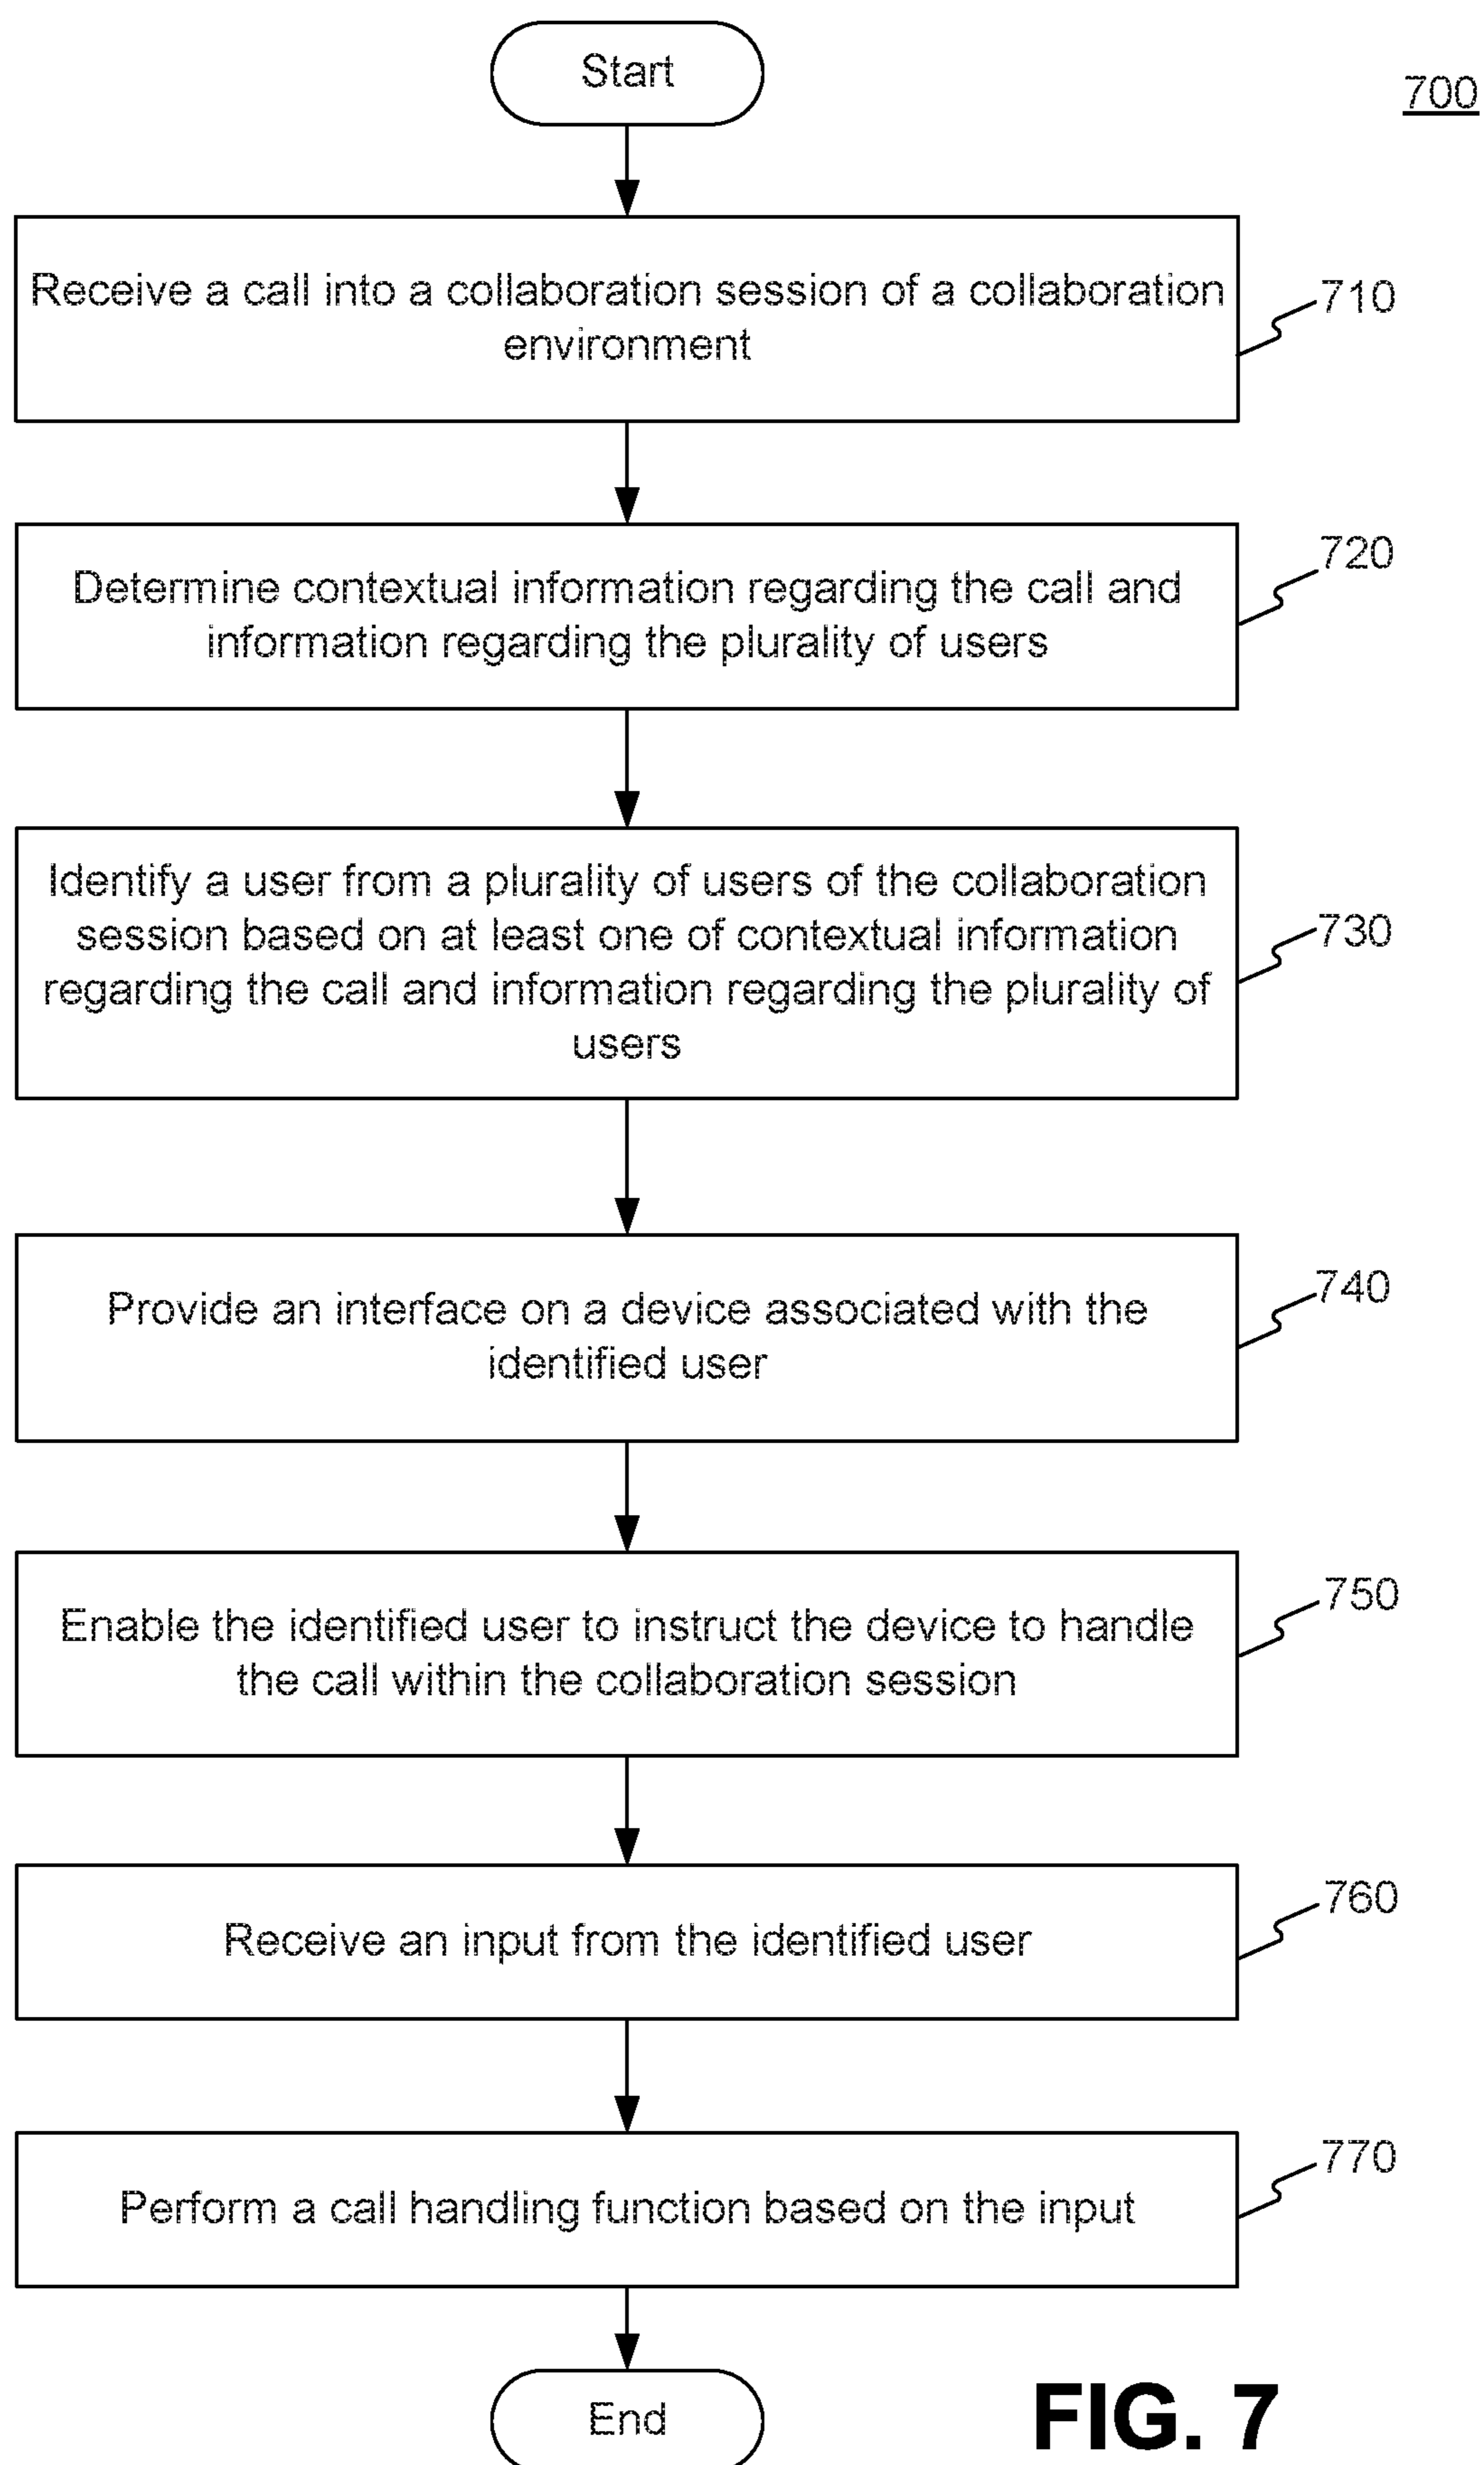 Start
700
Receive a call into a collaboration session of a collaboration
environment
710
Determine contextual information regarding the call and
information regarding the plurality of users
720
Identify a user from a plurality of users of the collaboration
session based on at least one of contextual information
regarding the call and information regarding the plurality of
users
730
Provide an interface on a device associated with the
identified user
740
Enable the identified user to instruct the device to handle
the call within the collaboration session
750
Receive an input from the identified user
760
Perform a call handling function based on the input
770
End
FIG. 7